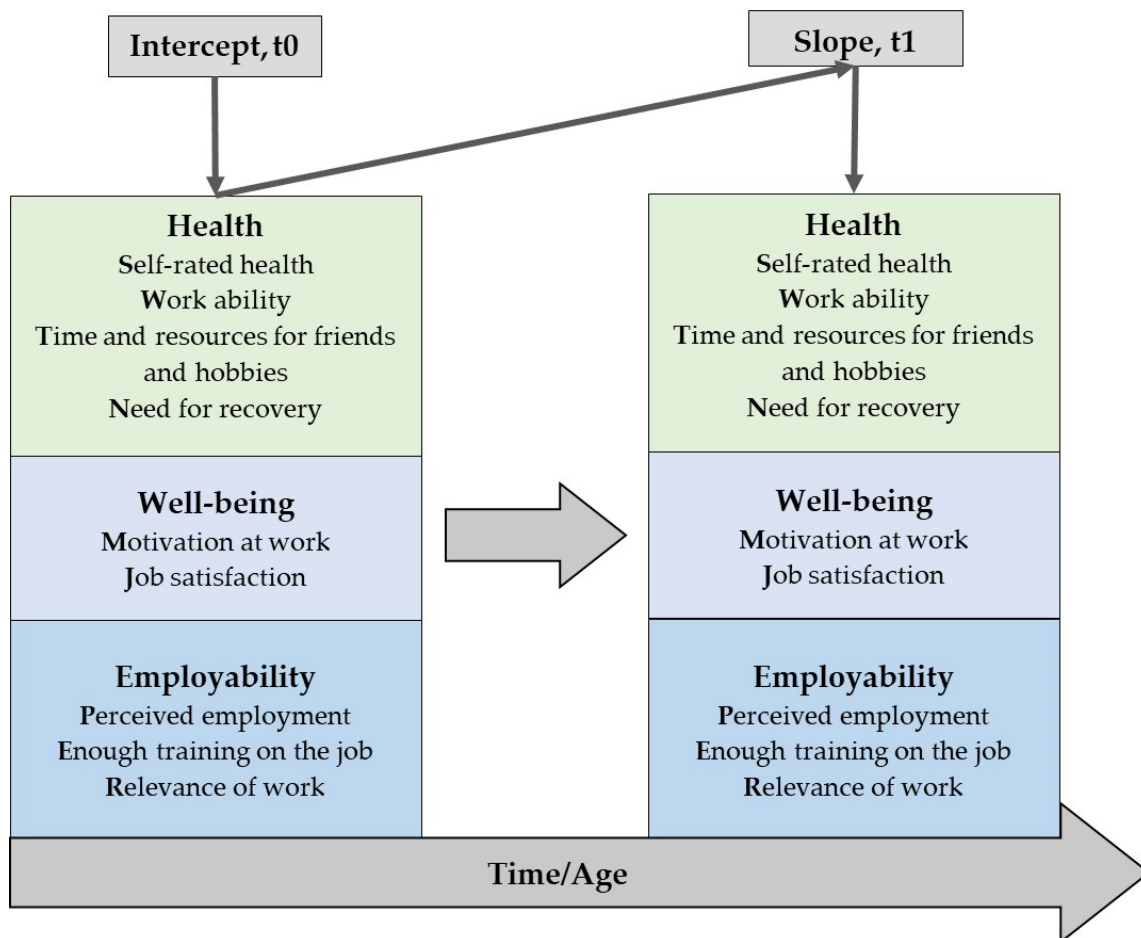 Intercept, t0
Slope, t1
Health
Self-rated health
Work ability
Time and resources for friends
and hobbies
Need for recovery
Well-being
Motivation at work
Job satisfaction
Employability
Perceived employment
Enough training on the job
Relevance of work
Health
Self-rated health
Work ability
Time and resources for friends
and hobbies
Need for recovery
Well-being
Motivation at work
Job satisfaction
Employability
Perceived employment
Enough training on the job
Relevance of work
Time/Age